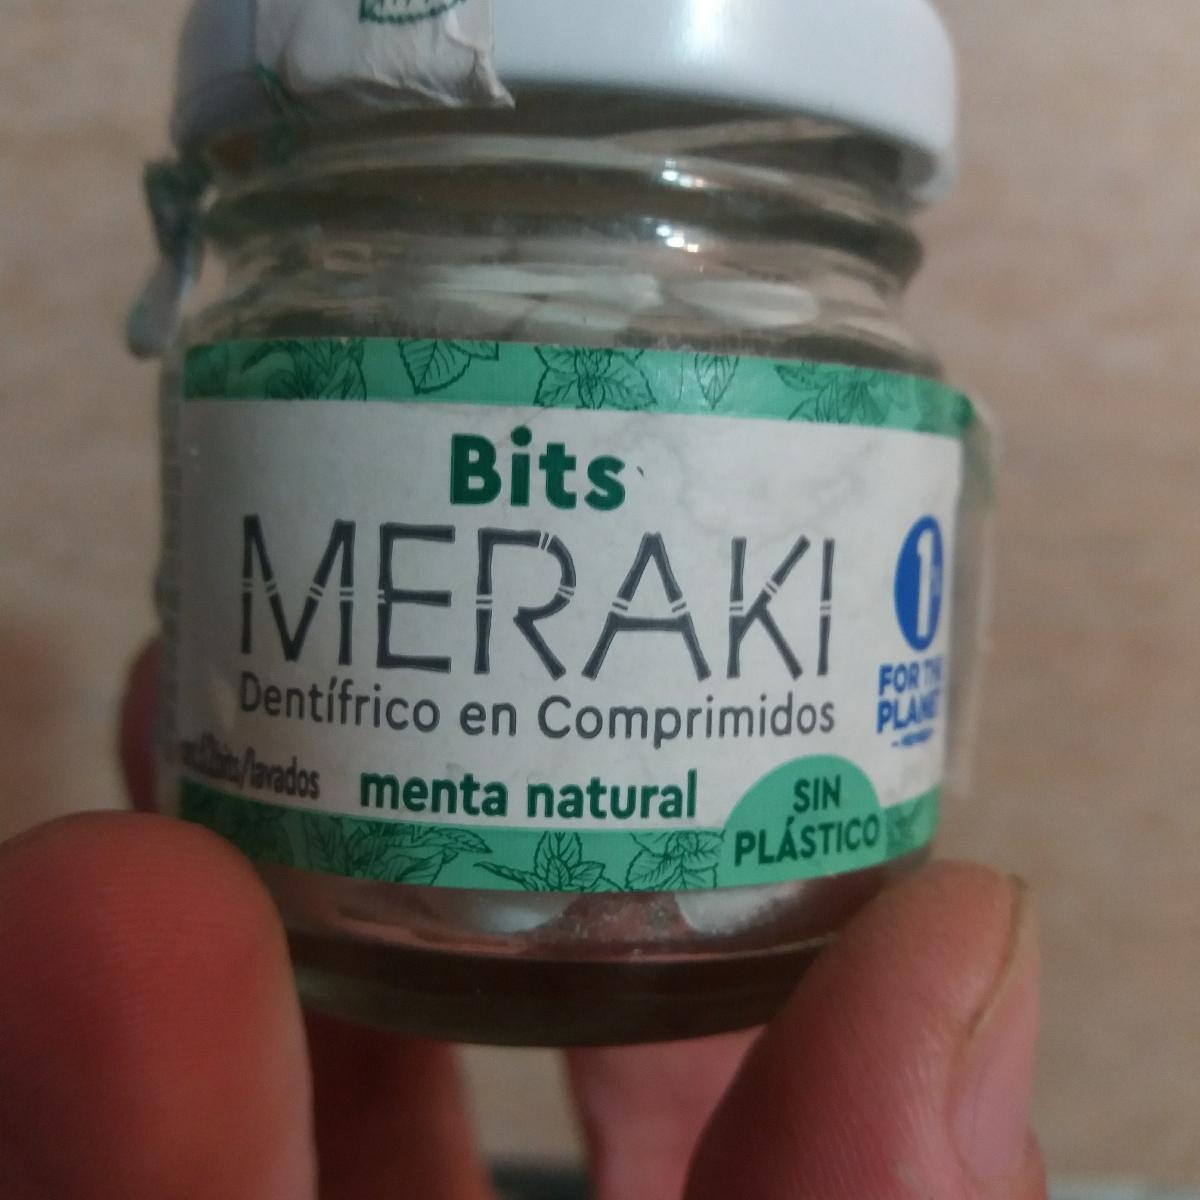 Bits
MERAKI
Dentífrico en Comprimidos
menta natural
SIN
PLÁSTICO
1
FOR THE
PLANET